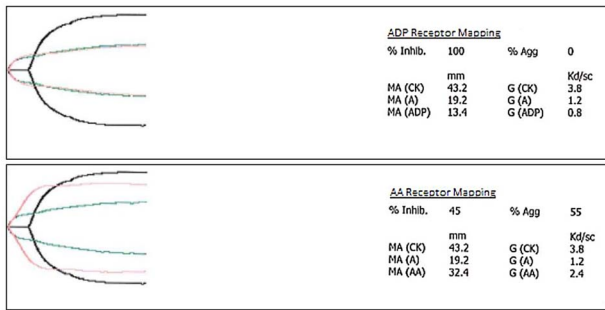 ADP Receptor Mapping
% Inhib. 100 % Agg 0
mm Kd/sc
MA (CK) 43.2 G (CK) 3.8
MA (A) 19.2 G (A) 1.2
MA (ADP) 13.4 G (ADP) 0.8
AA Receptor Mapping
% Inhib. 45 % Agg 55
mm Kd/sc
MA (CK) 43.2 G (CK) 3.8
MA (A) 19.2 G (A) 1.2
MA (AA) 32.4 G (AA) 2.4